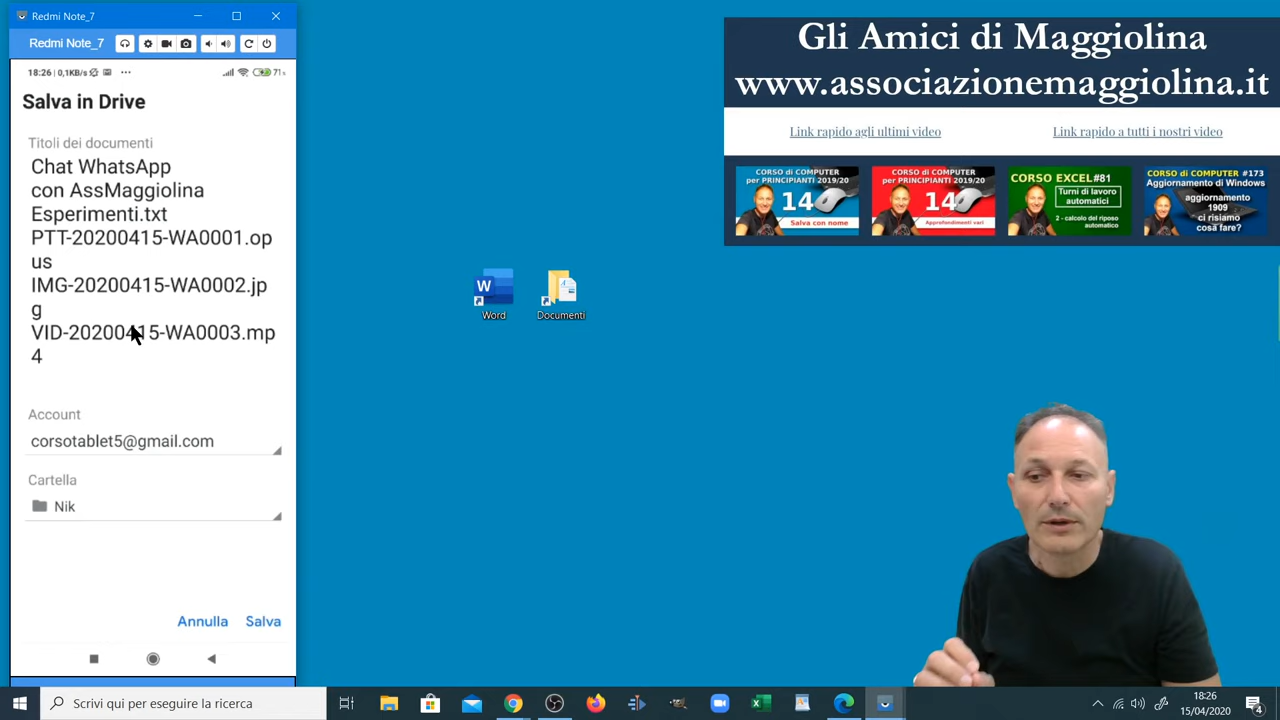 Redmi Note_7
Redmi Note_7
18:26 | 0,1KB/s
71
Salva in Drive
Titoli dei documenti
Chat WhatsApp
con AssMaggiolina
Esperimenti.txt
PTT-20200415-WA0001.op
us
IMG-20200415-WA0002.jp
g
VID-20200415-WA0003.mp
4
Account
corsotablet5@gmail.com
Cartella
Nik
Annulla
Salva
Gli Amici di Maggiolina
www.associazionemaggiolina.it
Link rapido agli ultimi video
Link rapido a tutti i nostri video
CORSO di COMPUTER
per PRINCIPIANTI 2019/20
14
Salva con nome
CORSO di COMPUTER
per PRINCIPIANTI 2019/20
14
Approfondimenti vari
CORSO EXCEL#81
Turni di lavoro
automatici
2 - calcolo del riposo
automatico
CORSO di COMPUTER #173
Aggiornamento di Windows
aggiornamento
1909
ci risiamo
cosa fare?
W
Word
Documenti
Scrivi qui per eseguire la ricerca
18:26
15/04/2020
4